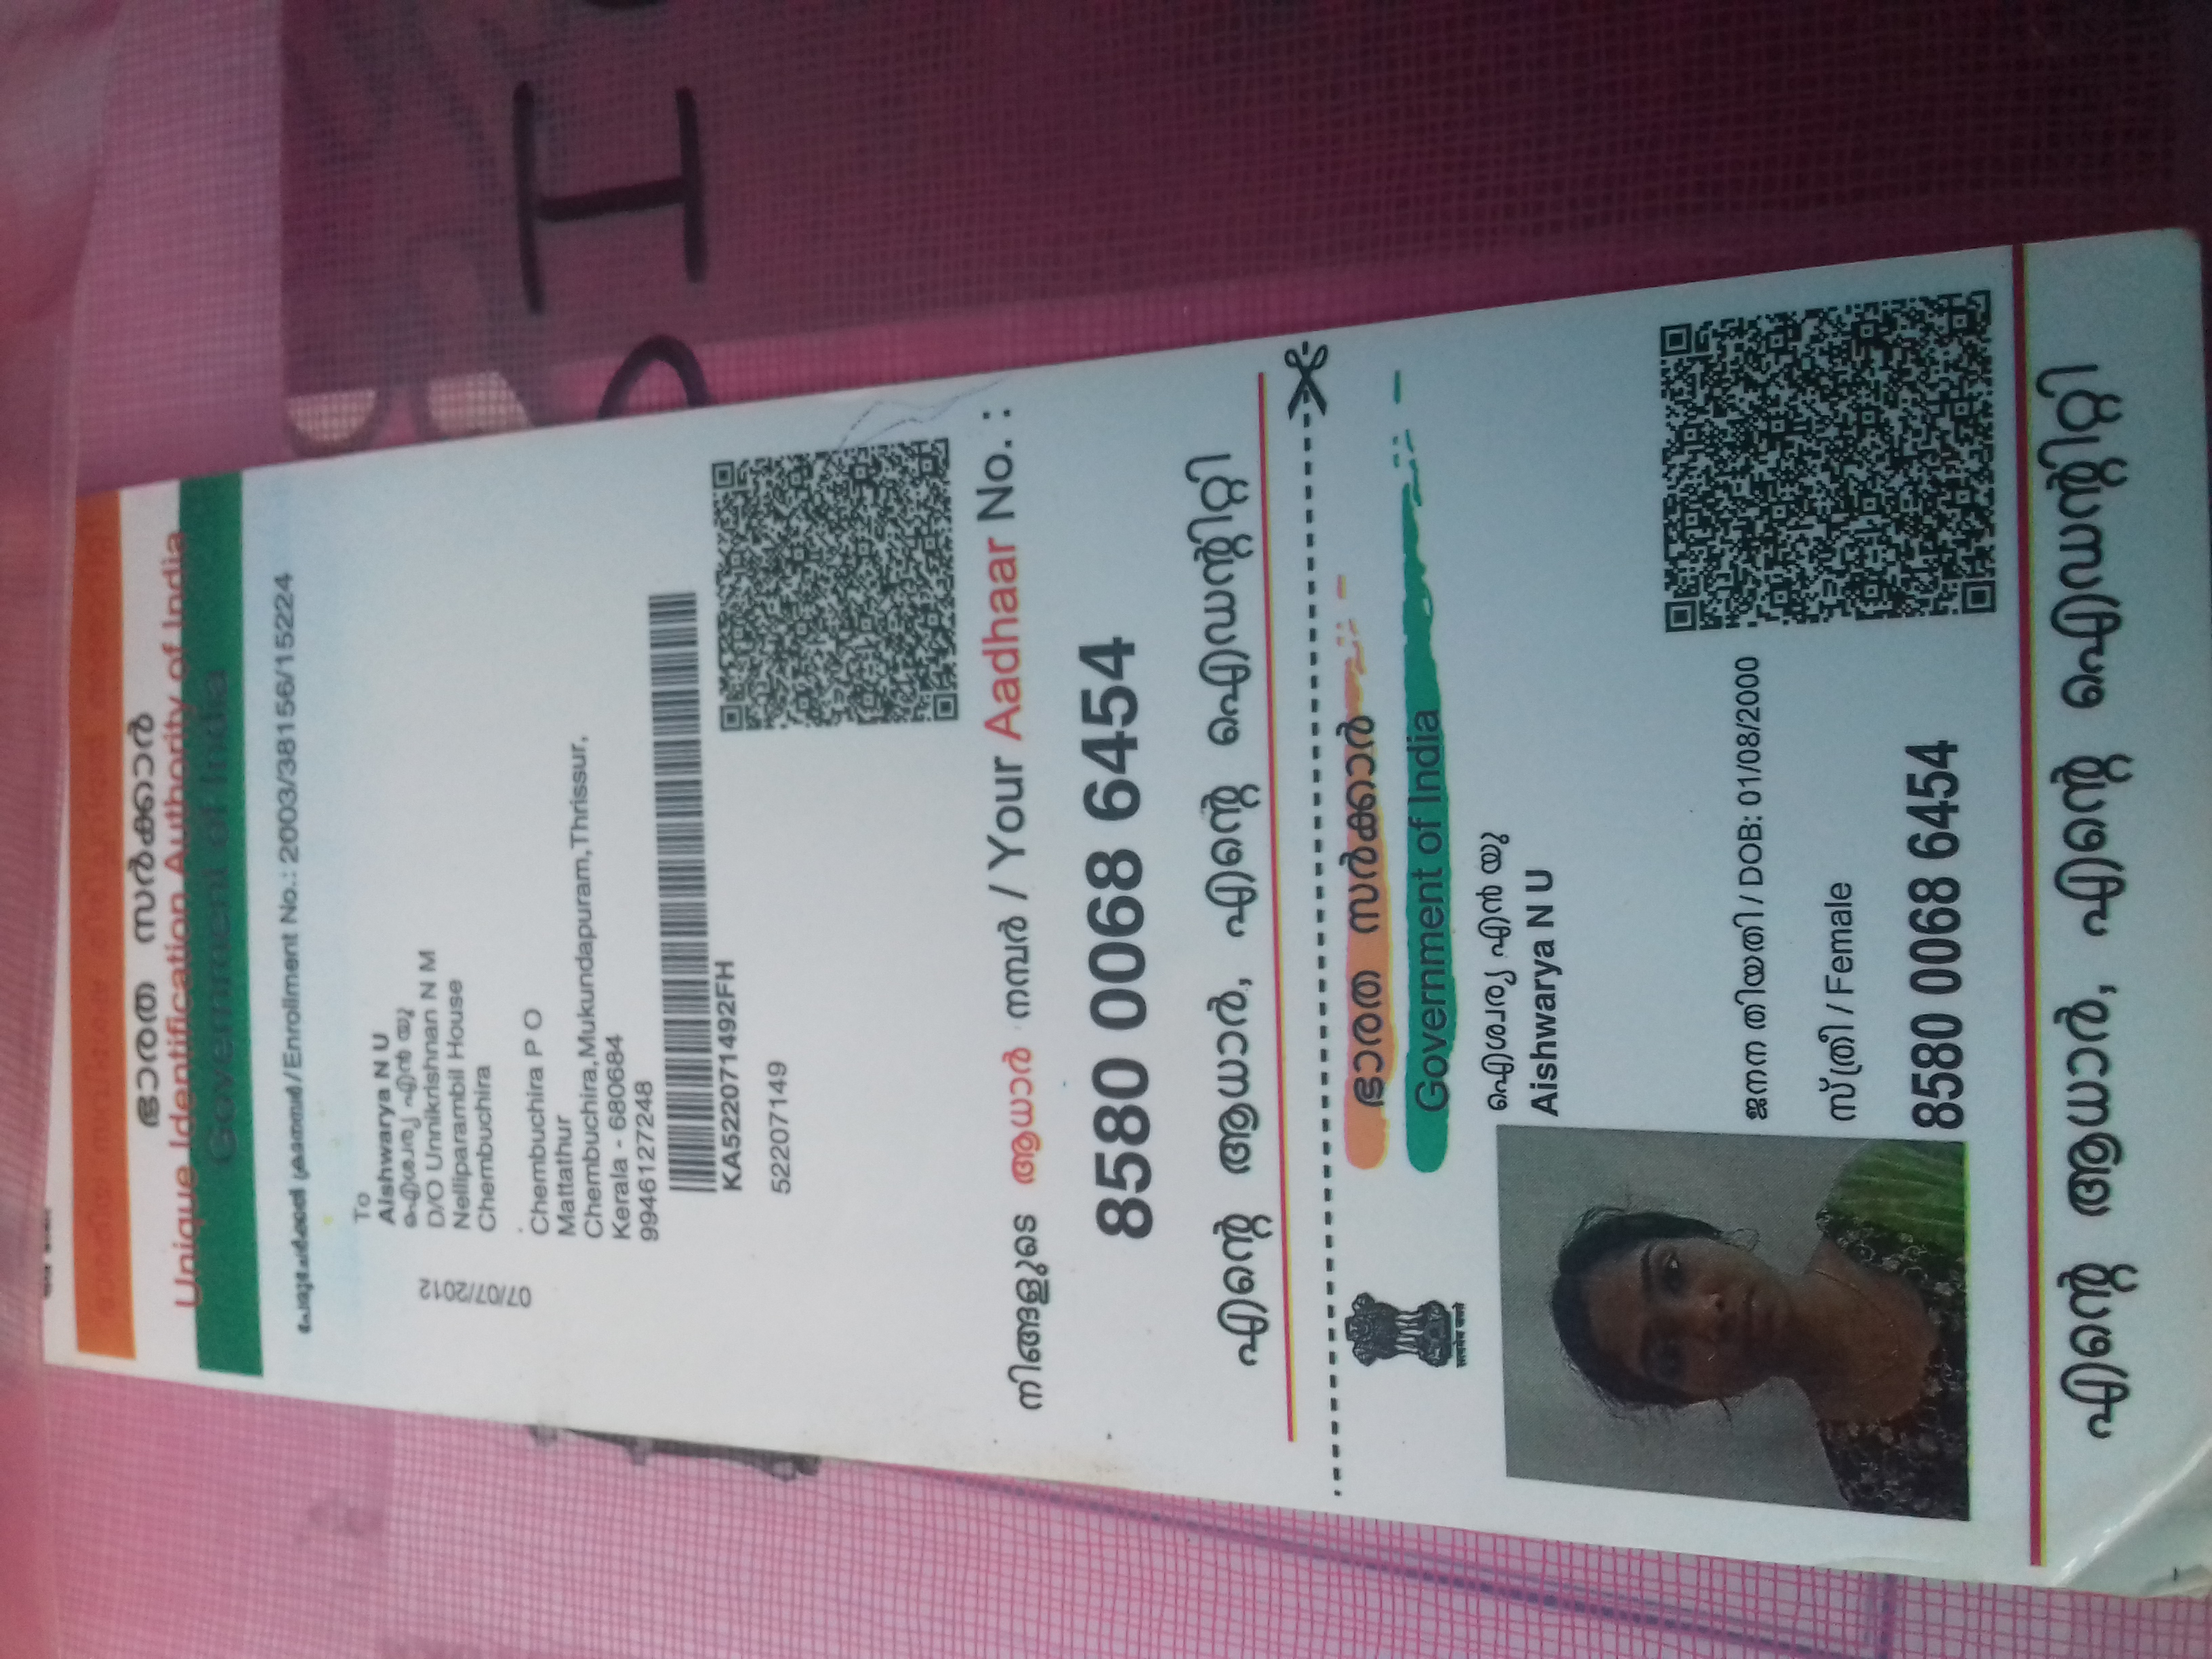 ഭാരത സർക്കാർ
Unique Identification Authority of India
Government of India
/Enrollment No.: 2003/38156/15224
To
Aishwarya N U
ഐശ്വര്യ എൻ യു
D/O Unnikrishnan N M
Nelliparambil House
Chembuchira
.
Chembuchira P O
Mattathur
Chembuchira,Mukundapuram,Thrissur,
Kerala - 680684
9946127248
07/07/2012
KA522071492FH
52207149
നിങ്ങളുടെ ആധാർ നമ്പർ / Your Aadhaar No. :
8580 0068 6454
എന്റെ ആധാർ, എന്റെ ഐഡന്റിറ്റി
ഭാരത സർക്കാർ
Government of India
सत्यमेव जयते
ഐശ്വര്യ എൻ യു
Aishwarya N U
ജനന തിയതി / DOB: 01/08/2000
സ്ത്രീ / Female
8580 0068 6454
എന്റെ ആധാർ, എന്റെ ഐഡന്റിറ്റി